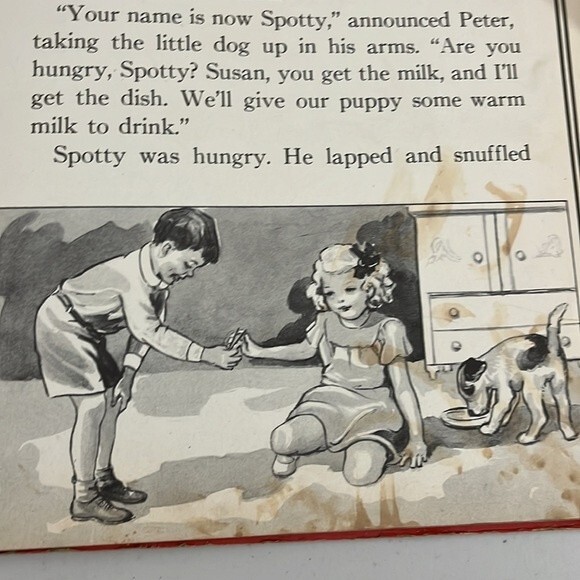 “Your name is now Spotty,” announced Peter,
taking the little dog up in his arms. “Are you
hungry, Spotty? Susan, you get the milk, and I’ll
get the dish. We’ll give our puppy some warm
milk to drink.”
Spotty was hungry. He lapped and snuffled